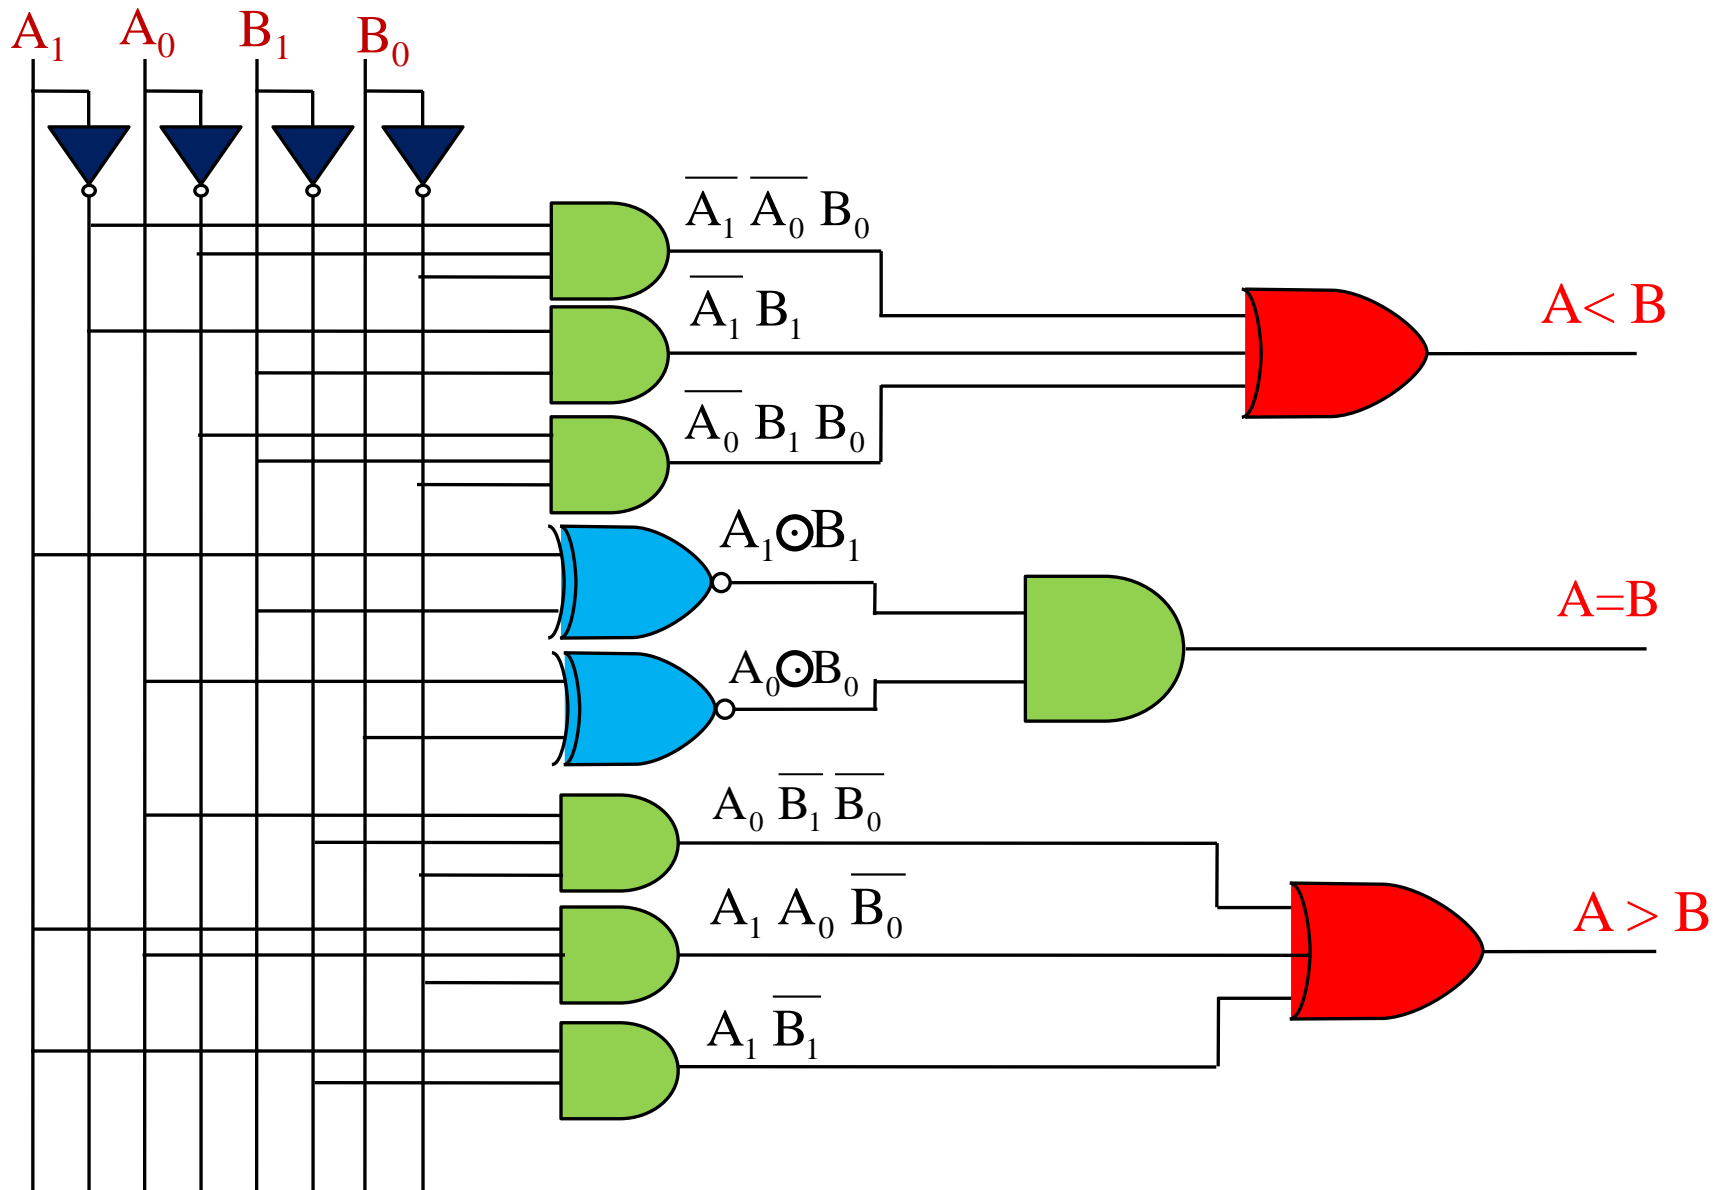 A₁ A₀ B₁ B₀
A̅₁ A̅₀ B₀
A̅₁ B₁
A< B
A̅₀ B₁ B₀
A₁⊙B₁
A=B
A₀⊙B₀
A₀ B̅₁ B̅₀
A₁ A₀ B̅₀
A > B
A₁ B̅₁